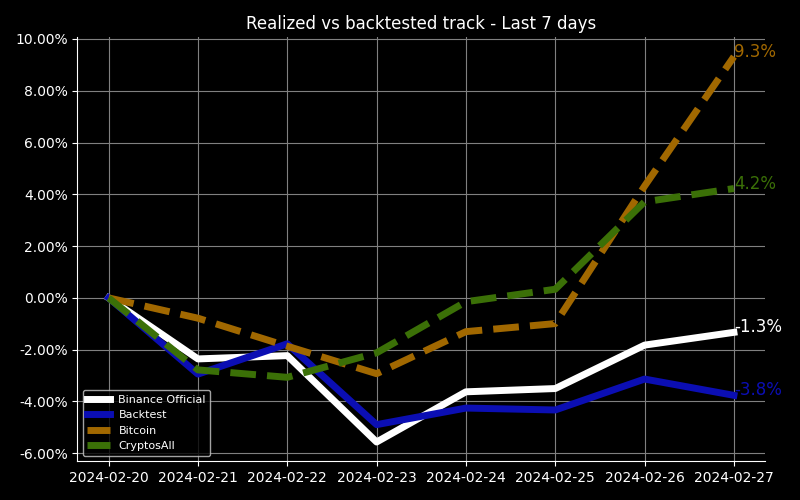 Realized vs backtested track - Last 7 days
10.00%
8.00%
6.00%
4.00%
2.00%
0.00%
-2.00%
-4.00%
-6.00%
9.3%
4.2%
-1.3%
-3.8%
Binance Official
Backtest
Bitcoin
CryptosAll
2024-02-20 2024-02-21 2024-02-22 2024-02-23 2024-02-24 2024-02-25 2024-02-26 2024-02-27